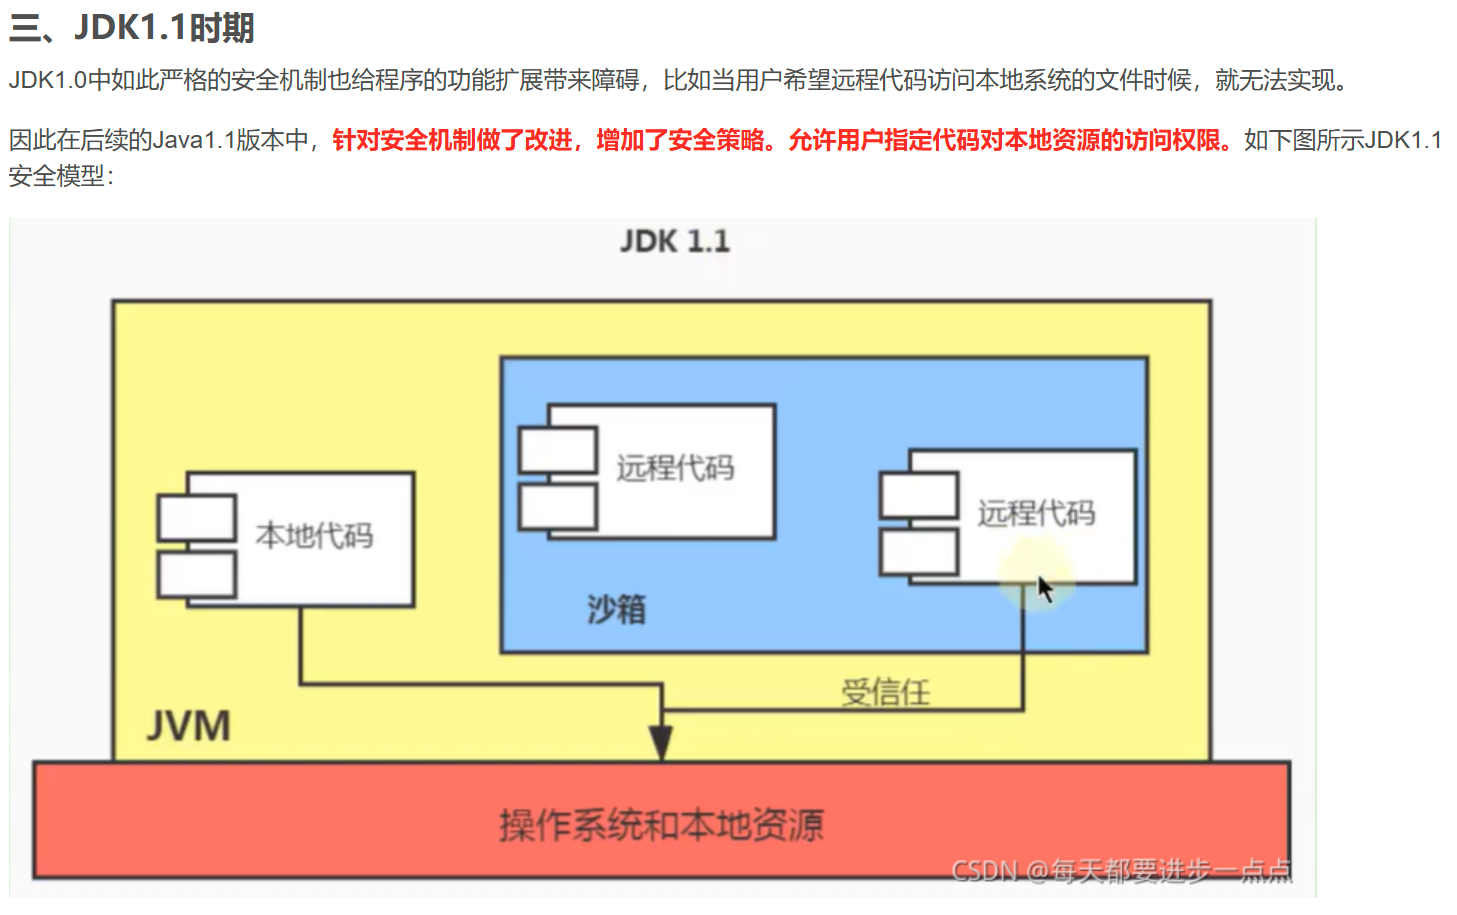 三、JDK1.1时期
JDK1.0中如此严格的安全机制也给程序的功能扩展带来障碍，比如当用户希望远程代码访问本地系统的文件时候，就无法实现。
因此在后续的Java1.1版本中，针对安全机制做了改进，增加了安全策略。允许用户指定代码对本地资源的访问权限。如下图所示JDK1.1
安全模型：
JDK 1.1
远程代码
远程代码
本地代码
沙箱
受信任
JVM
操作系统和本地资源
CSDN @每天都要进步一点点